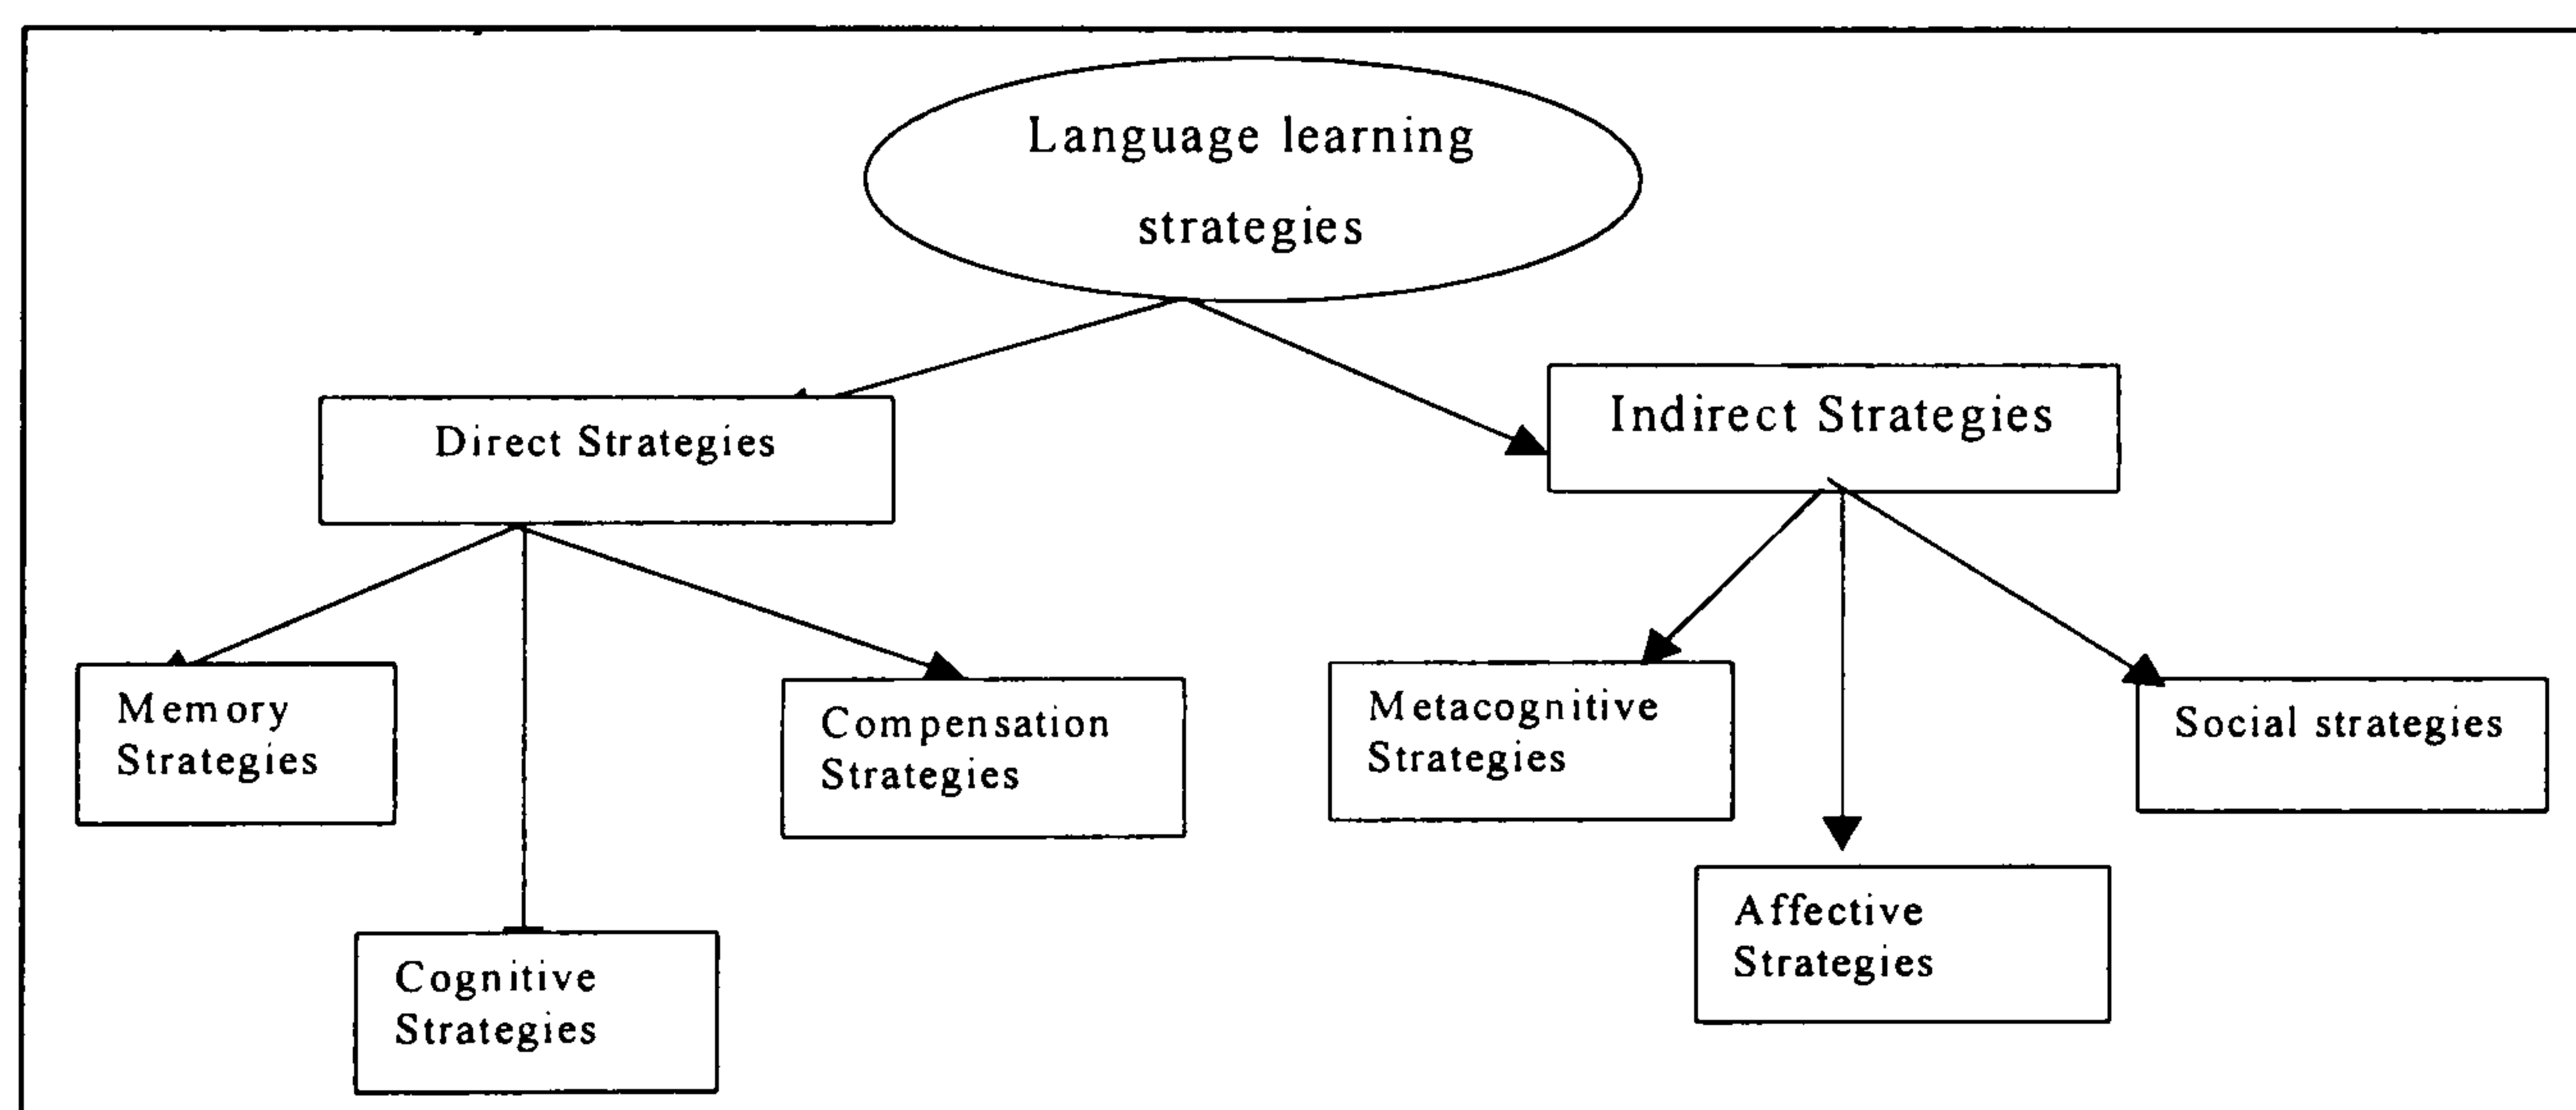 Language learning
strategies
Direct Strategies
Indirect Strategies
Memory
Strategies
Compensation
Strategies
Metacognitive
Strategies
Social strategies
Cognitive
Strategies
Affective
Strategies